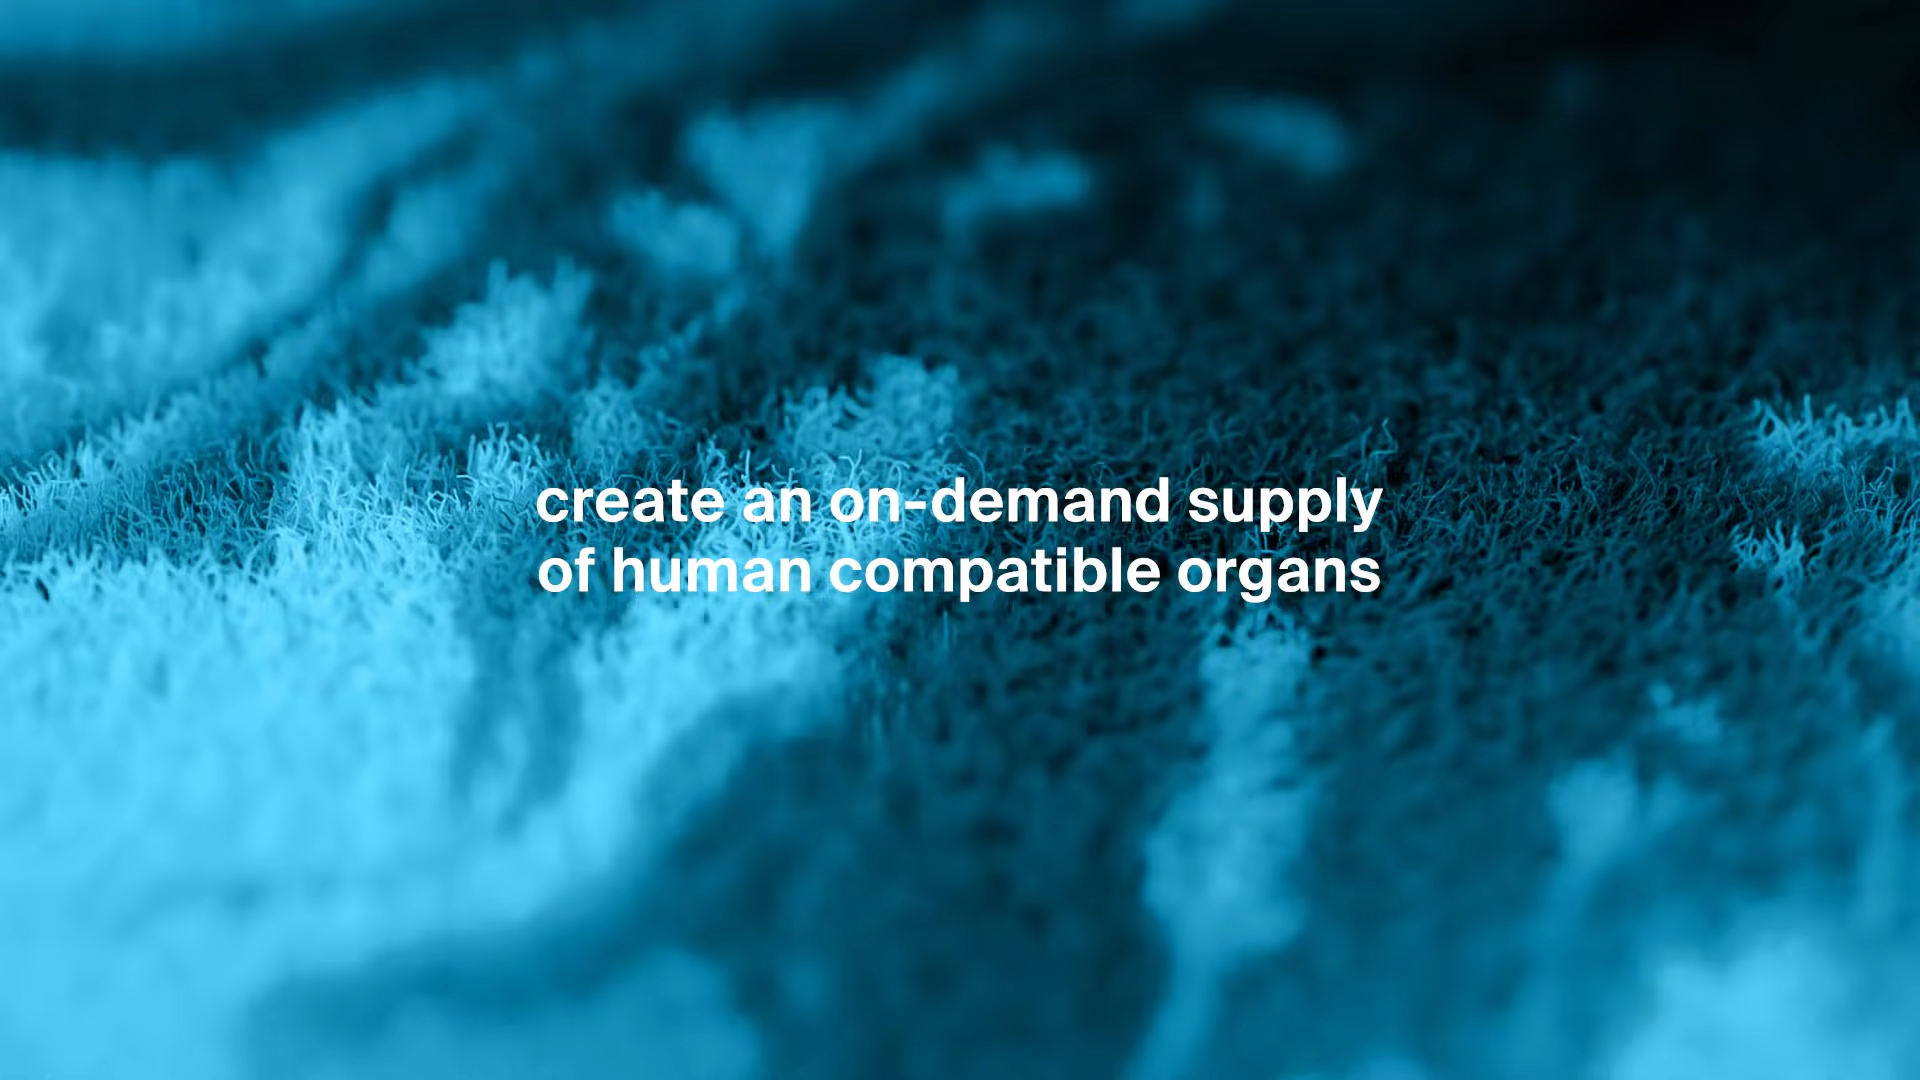 create an on-demand supply
of human compatible organs